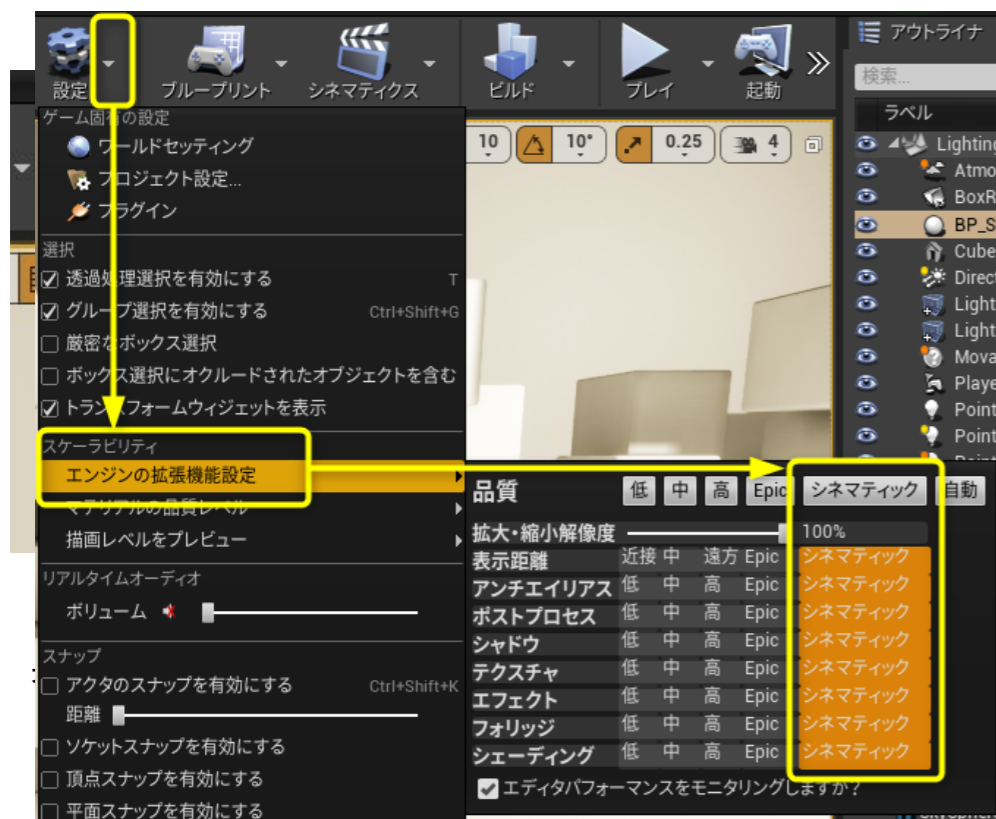 設定
ブループリント
シネマティクス
ビルド
プレイ
起動
アウトライナ
検索...
ラベル
10
10°
0.25
4
Lighting
Atmo
BoxR
BP_S
Cube
Direct
Light
Light
Mova
Playe
Point
Point
ゲーム固有の設定
ワールドセッティング
プロジェクト設定...
プラグイン
選択
透過処理選択を有効にする T
グループ選択を有効にする Ctrl+Shift+G
厳密なボックス選択
ボックス選択にオクルードされたオブジェクトを含む
トランスフォームウィジェットを表示
スケーラビリティ
エンジンの拡張機能設定
マテリアルの品質レベル
描画レベルをプレビュー
リアルタイムオーディオ
ボリューム
スナップ
アクタのスナップを有効にする Ctrl+Shift+K
距離
ソケットスナップを有効にする
頂点スナップを有効にする
平面スナップを有効にする
品質 低 中 高 Epic シネマティック 自動
拡大・縮小解像度 100%
表示距離 近接 中 遠方 Epic シネマティック
アンチエイリアス 低 中 高 Epic シネマティック
ポストプロセス 低 中 高 Epic シネマティック
シャドウ 低 中 高 Epic シネマティック
テクスチャ 低 中 高 Epic シネマティック
エフェクト 低 中 高 Epic シネマティック
フォリッジ 低 中 高 Epic シネマティック
シェーディング 低 中 高 Epic シネマティック
エディタパフォーマンスをモニタリングしますか?